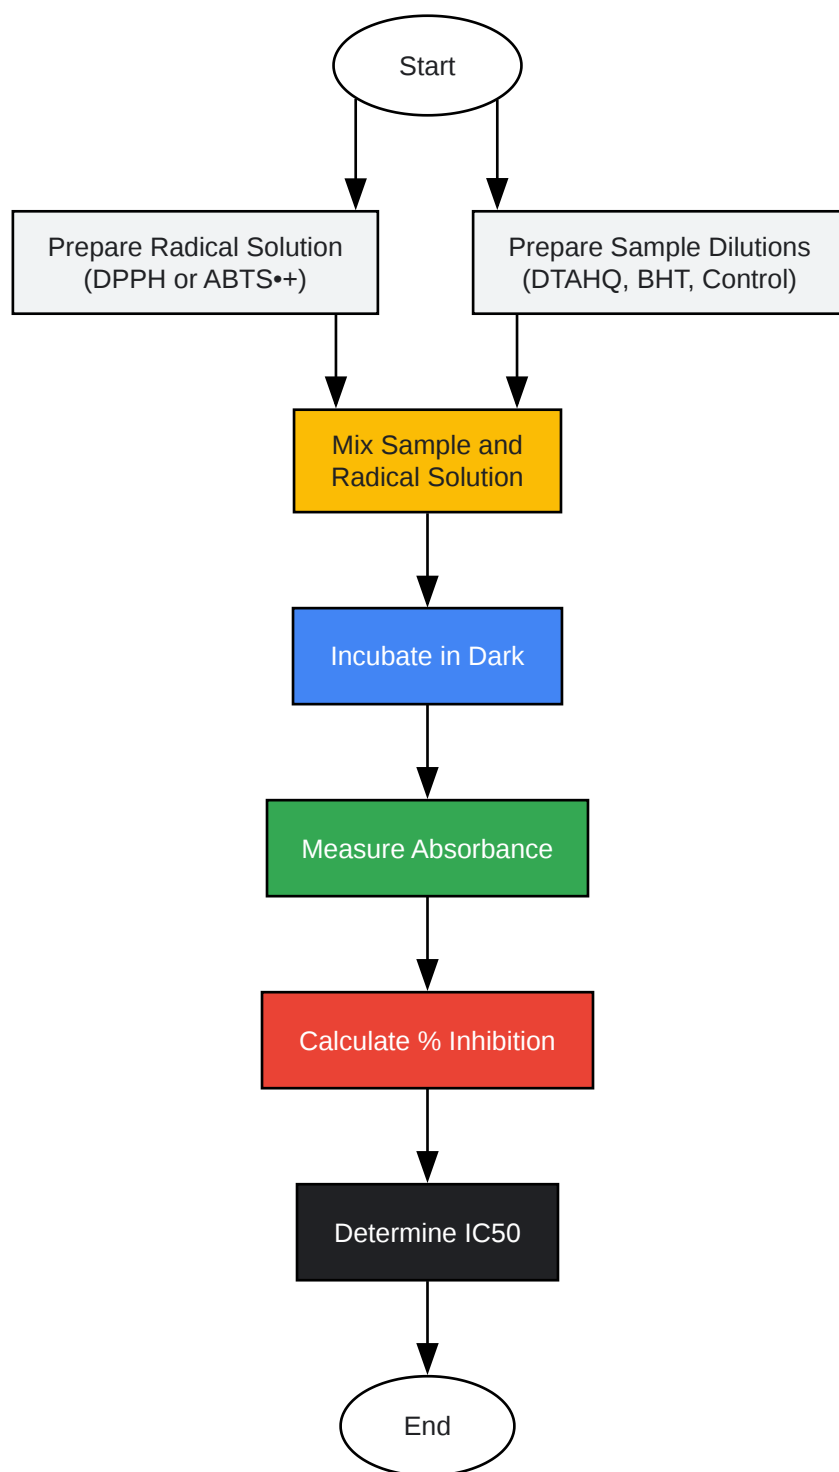 Start
Prepare Radical Solution
(DPPH or ABTS•+)
Prepare Sample Dilutions
(DTAHQ, BHT, Control)
Mix Sample and
Radical Solution
Incubate in Dark
Measure Absorbance
Calculate % Inhibition
Determine IC50
End